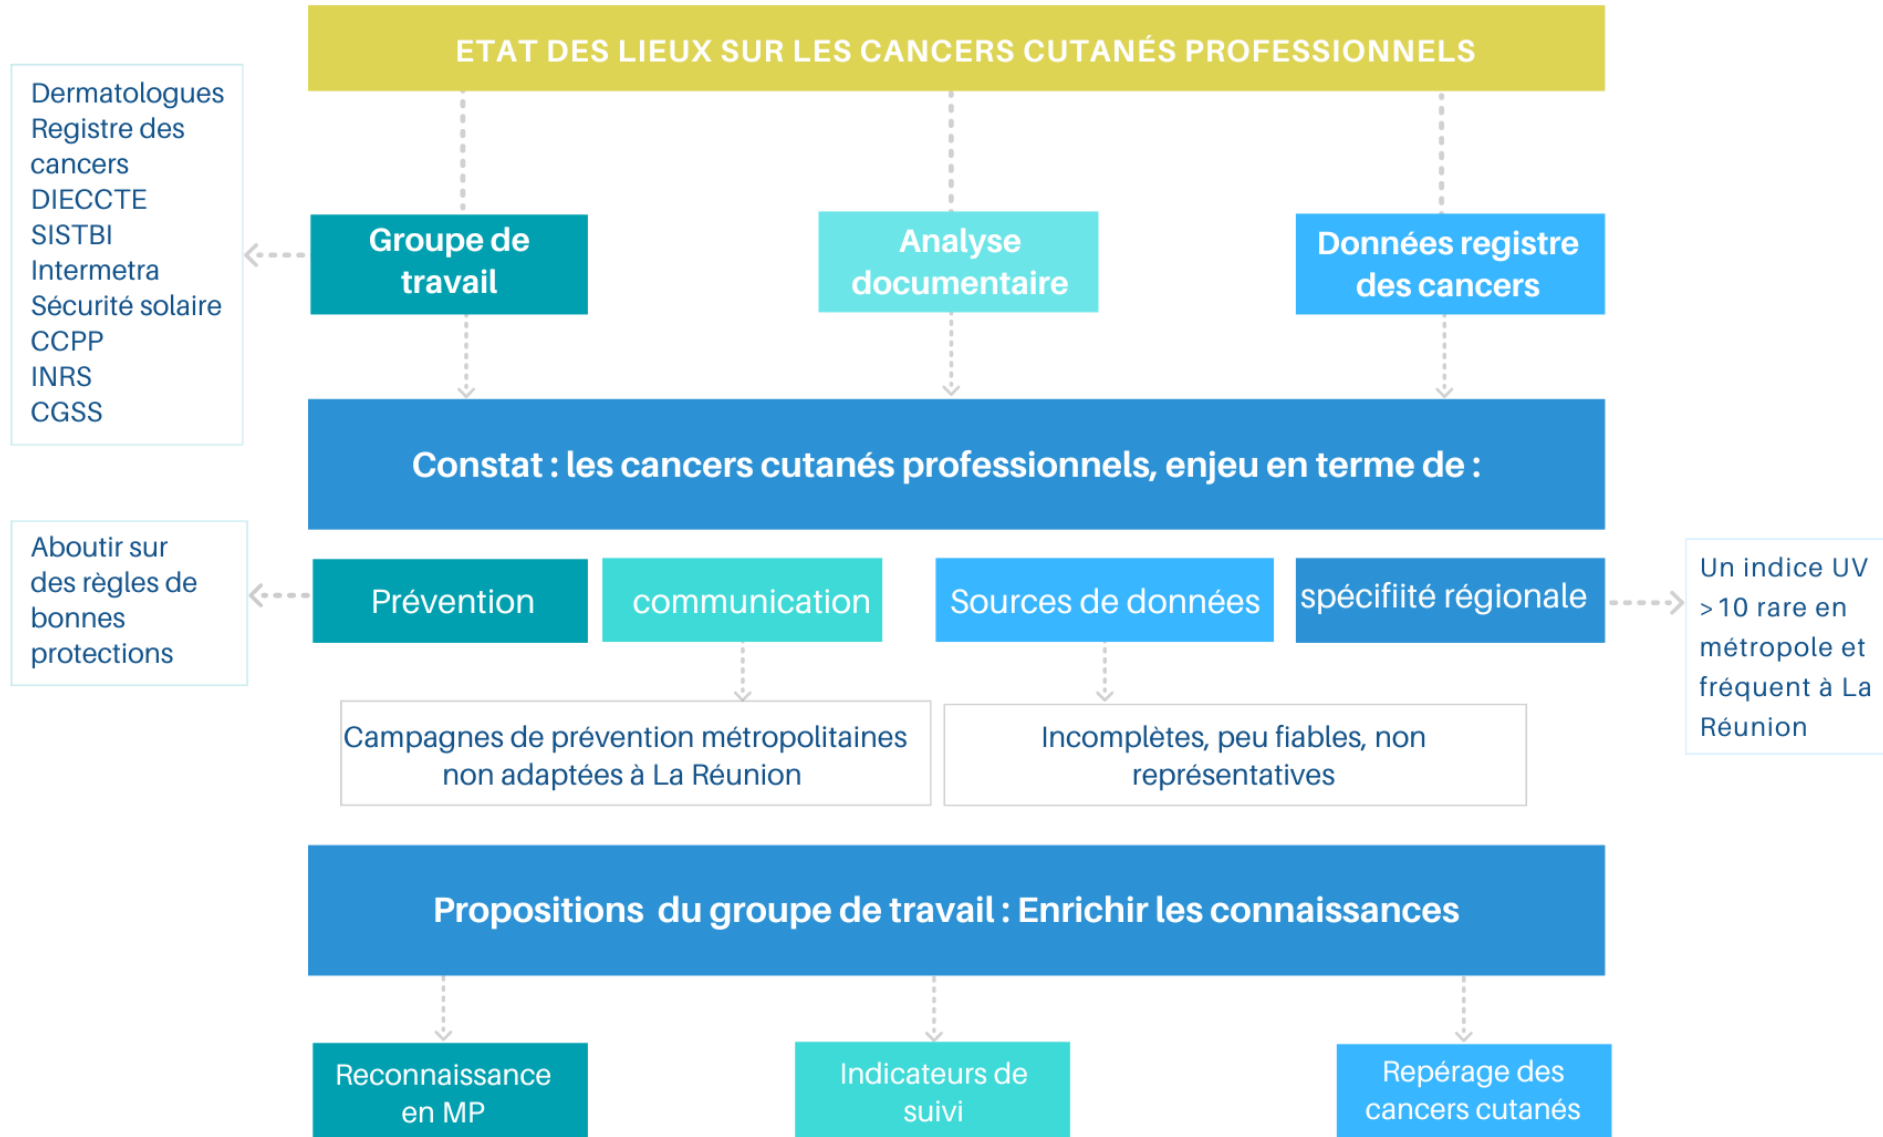 ETAT DES LIEUX SUR LES CANCERS CUTANÉS PROFESSIONNELS
Dermatologues
Registre des
cancers
DIECCTE
SISTBI
Intermetra
Sécurité solaire
CCPP
INRS
CGSS
Groupe de
travail
Analyse
documentaire
Données registre
des cancers
Constat : les cancers cutanés professionnels, enjeu en terme de :
Aboutir sur
des règles de
bonnes
protections
Prévention
communication
Sources de données
spécifiité régionale
Un indice UV
>10 rare en
métropole et
fréquent à La
Réunion
Campagnes de prévention métropolitaines
non adaptées à La Réunion
Incomplètes, peu fiables, non
représentatives
Propositions  du groupe de travail : Enrichir les connaissances
Reconnaissance
en MP
Indicateurs de
suivi
Repérage des
cancers cutanés